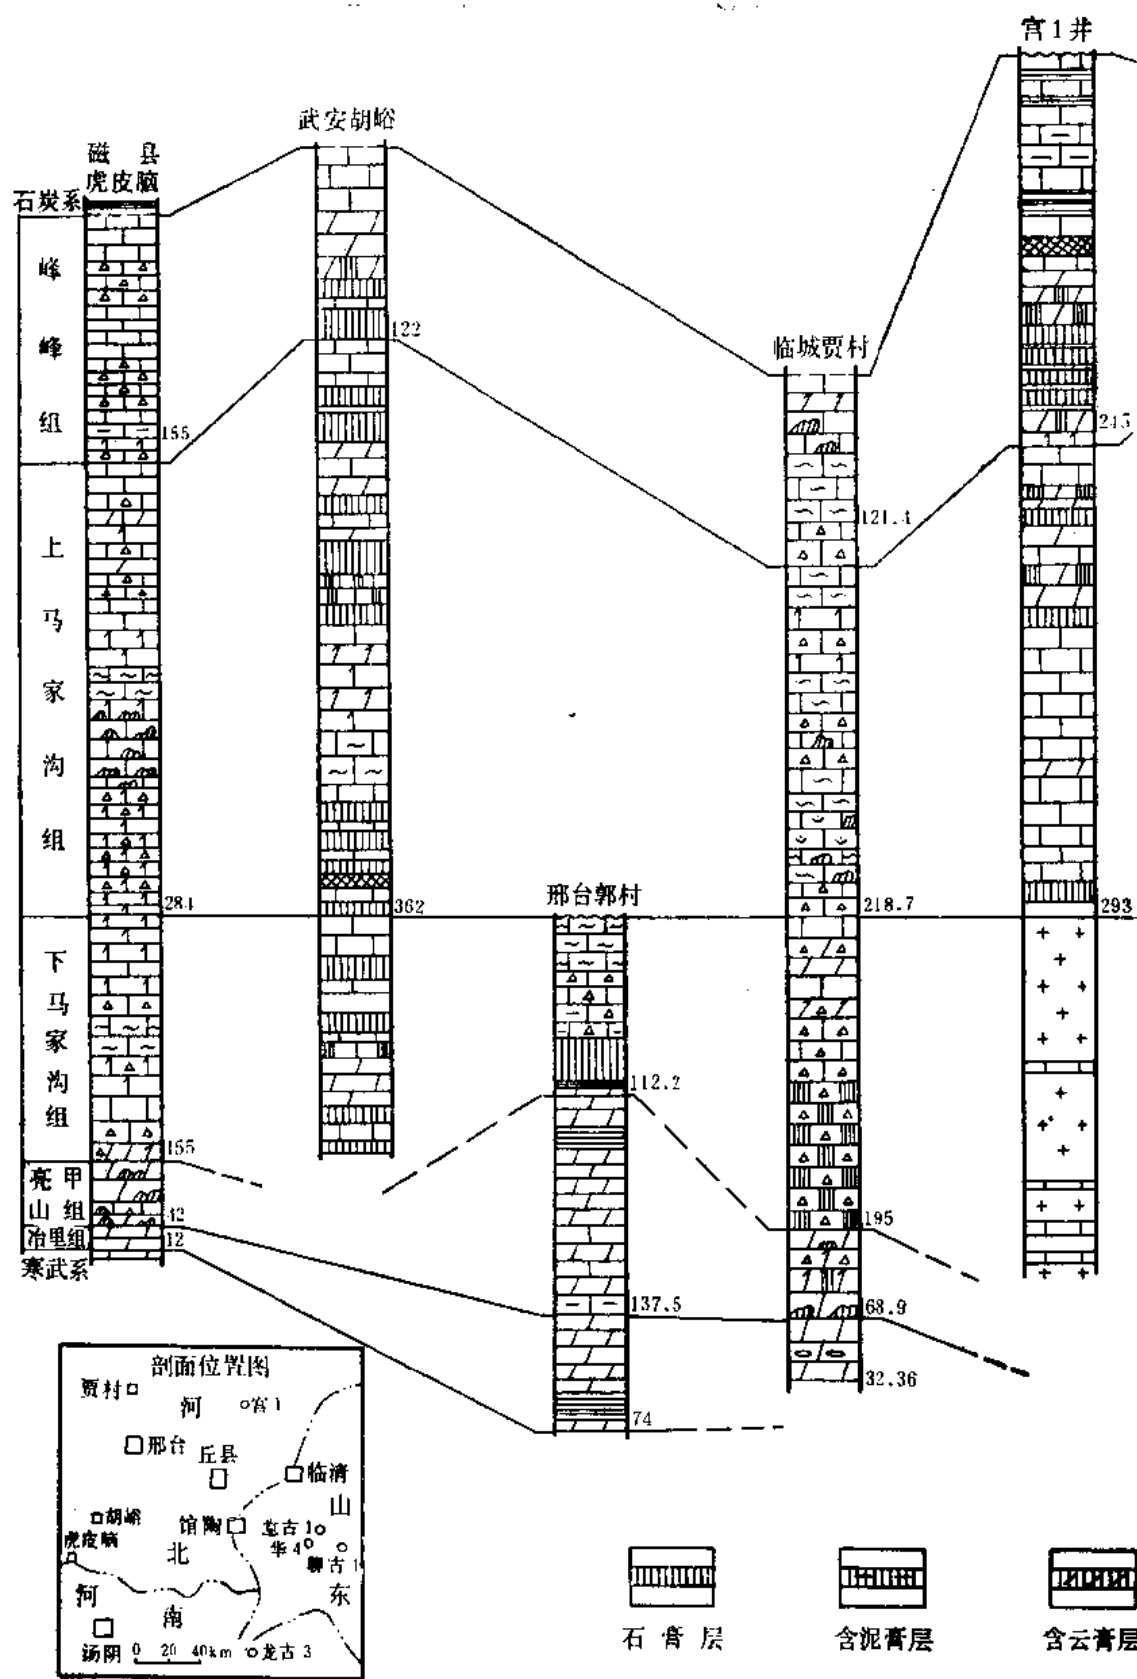 宫1井
武安胡峪
磁县
虎皮脑
石炭系
峰峰组
155
122
临城贾村
121.4
245
上马家沟组
284
362
邢台郭村
218.7
293
下马家沟组
155
112.2
195
亮甲
山组
42
冶里组
12
寒武系
137.5
68.9
32.36
74
剖面位置图
贾村
河
宫1
邢台
丘县
临清
山
胡峪
馆陶
虎皮脑
华4
聊古1
北
东
河
南
汤阴
0 20 40km
龙古3
石膏层
含泥膏层
含云膏层